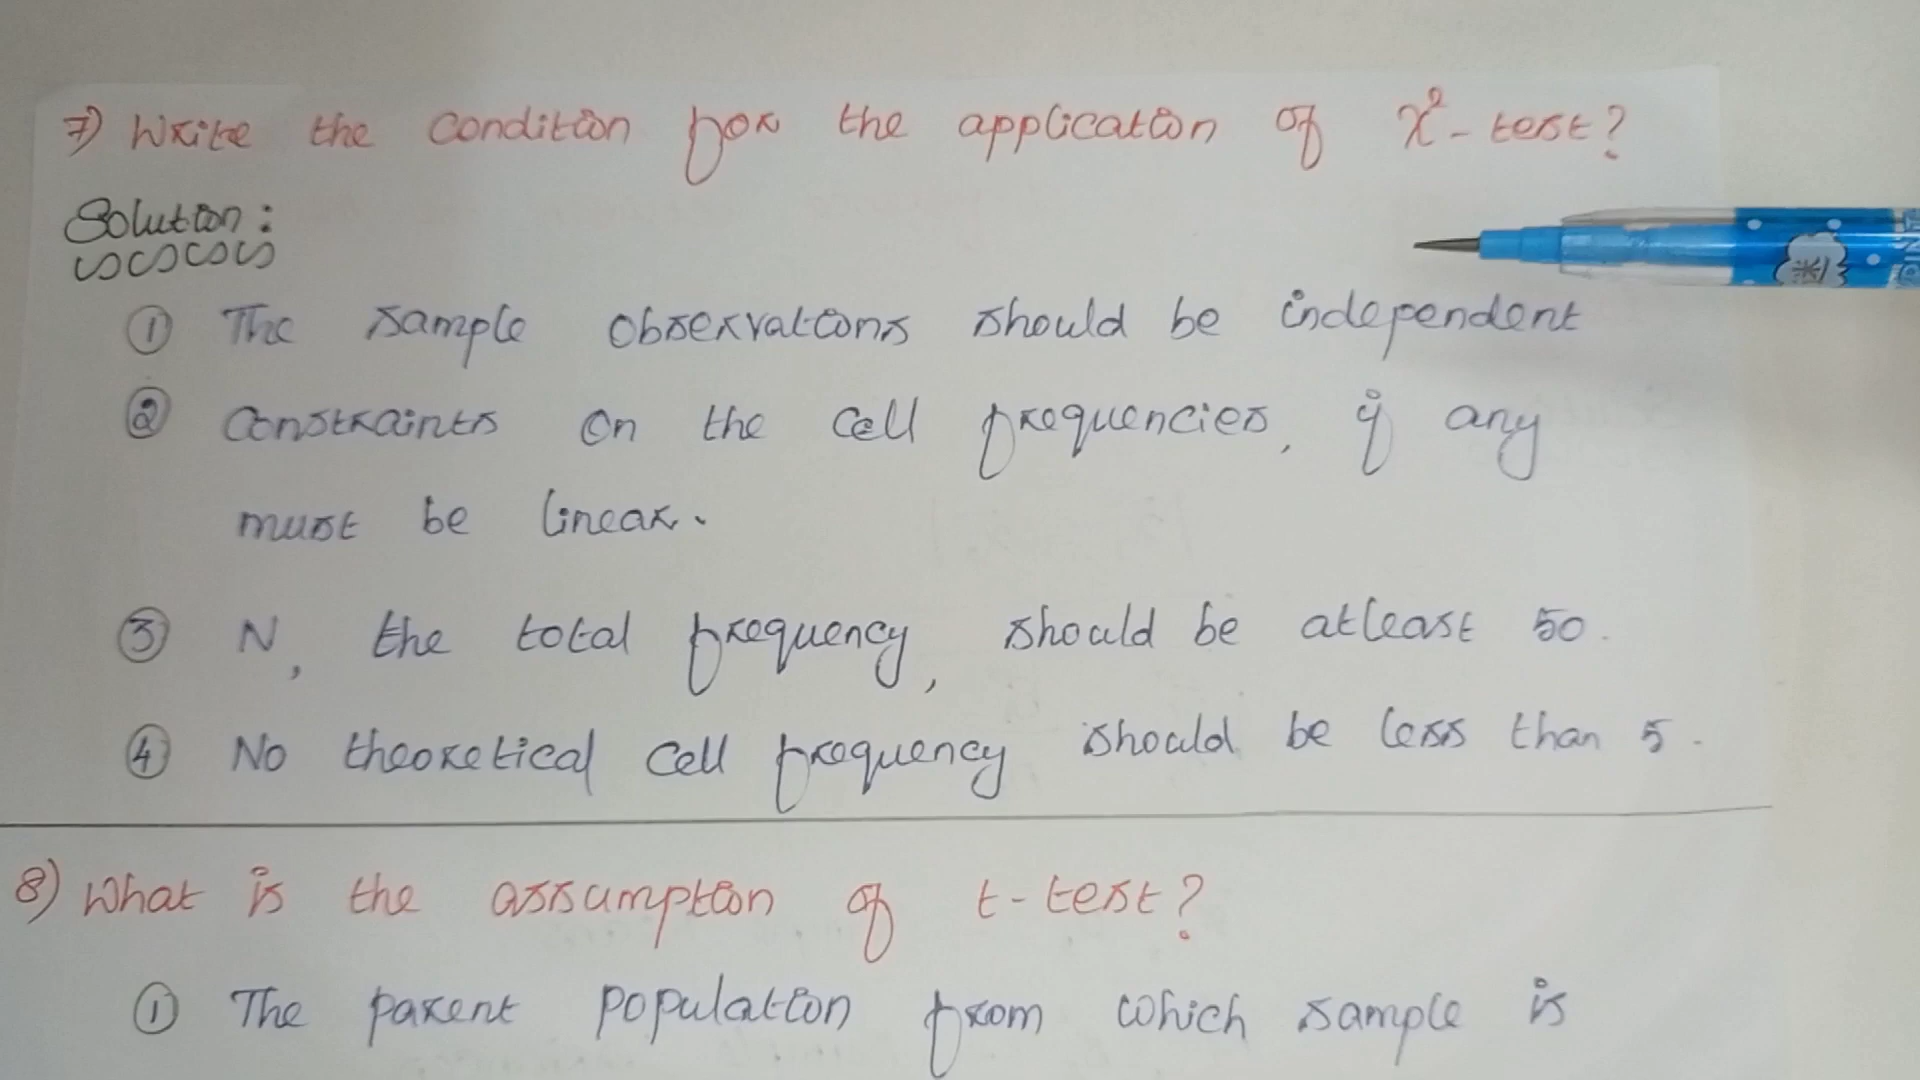 7) Write the condition for the application of χ²-test?
Solution:
① The sample observations should be independent
② Constraints on the cell frequencies, if any
must be linear.
③ N, the total frequency, should be atleast 50.
④ No theoretical cell frequency should be less than 5.
8) What is the assumption of t-test?
① The parent population from which sample is